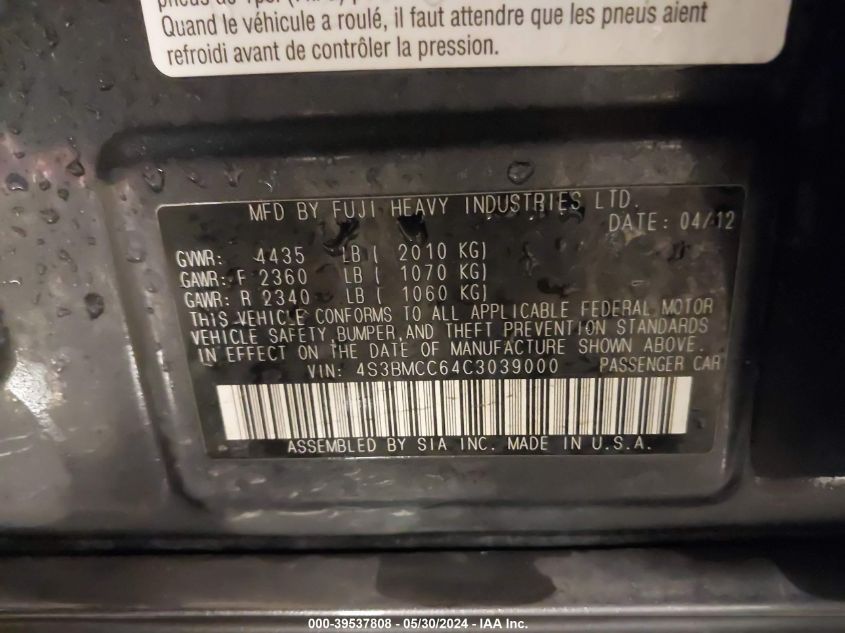 Quand le véhicule a roulé, il faut attendre que les pneus aient
refroidi avant de contrôler la pression.
MFD BY FUJI HEAVY INDUSTRIES LTD.
DATE: 04/12
GVWR: 4435 LB( 2010 KG)
GAWR: F 2360 LB( 1070 KG)
GAWR: R 2340 LB( 1060 KG)
THIS VEHICLE CONFORMS TO ALL APPLICABLE FEDERAL MOTOR
VEHICLE SAFETY,BUMPER,AND THEFT PREVENTION STANDARDS
IN EFFECT ON THE DATE OF MANUFACTURE SHOWN ABOVE.
VIN: 4S3BMCC64C3039000 PASSENGER CAR
ASSEMBLED BY SIA INC. MADE IN U.S.A.
000-39537808 - 05/30/2024 - IAA Inc.